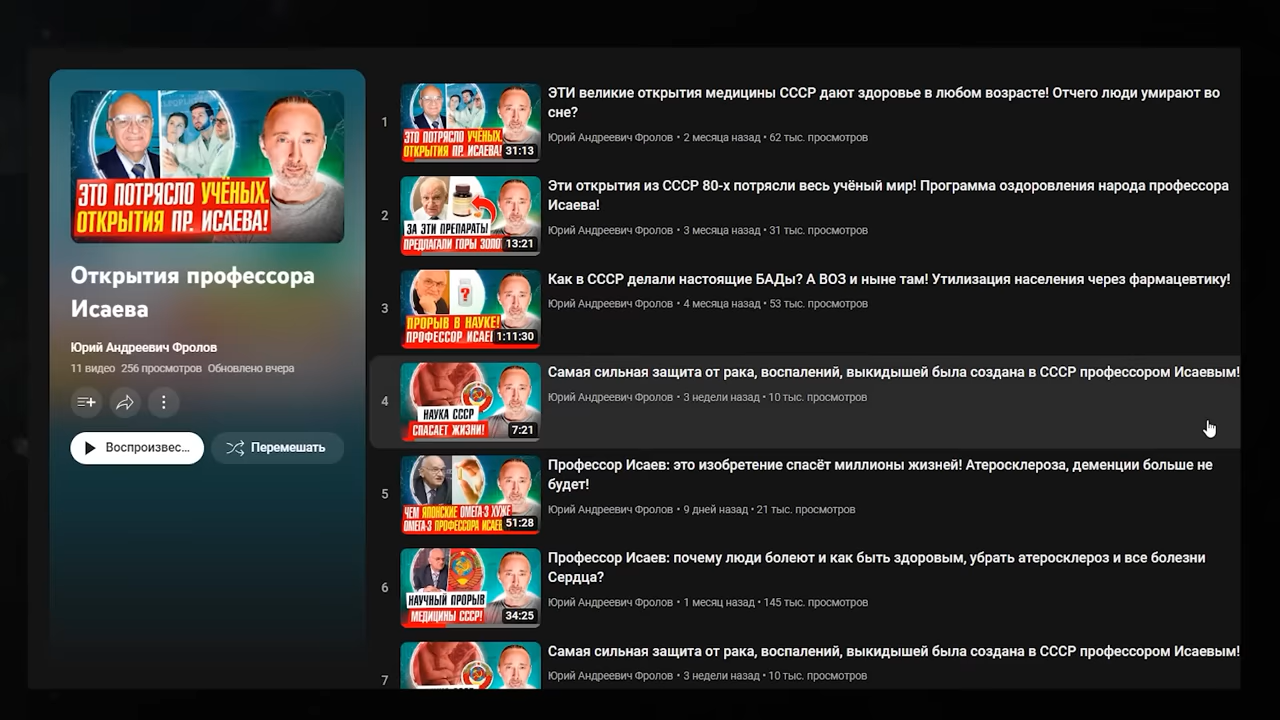 ЭТО ПОТРЯСЛО УЧЁНЫХ.
ОТКРЫТИЯ ПР. ИСАЕВА!
Открытия профессора
Исаева
Юрий Андреевич Фролов
11 видео 256 просмотров Обновлено вчера
Воспроизвес...
Перемешать
1
ЭТО ПОТРЯСЛО УЧЁНЫХ.
ОТКРЫТИЯ ПР. ИСАЕВА!
31:13
ЭТИ великие открытия медицины СССР дают здоровье в любом возрасте! Отчего люди умирают во
сне?
Юрий Андреевич Фролов • 2 месяца назад • 62 тыс. просмотров
2
ЗА ЭТИ ПРЕПАРАТЫ
ПРЕДЛАГАЛИ ГОРЫ ЗОЛО
13:21
Эти открытия из СССР 80-х потрясли весь учёный мир! Программа оздоровления народа профессора
Исаева!
Юрий Андреевич Фролов • 3 месяца назад • 31 тыс. просмотров
3
?
ПРОРЫВ В НАУКЕ!
ПРОФЕССОР ИСАЕ
1:11:30
Как в СССР делали настоящие БАДы? А ВОЗ и ныне там! Утилизация населения через фармацевтику!
Юрий Андреевич Фролов • 4 месяца назад • 53 тыс. просмотров
4
НАУКА СССР
СПАСАЕТ ЖИЗНИ!
7:21
Самая сильная защита от рака, воспалений, выкидышей была создана в СССР профессором Исаевым!
Юрий Андреевич Фролов • 3 недели назад • 10 тыс. просмотров
5
ЧЕМ ЯПОНСКИЕ ОМЕГА-3 ХУЖЕ
ОМЕГА-3 ПРОФЕССОРА ИСАЕВ
51:28
Профессор Исаев: это изобретение спасёт миллионы жизней! Атеросклероза, деменции больше не
будет!
Юрий Андреевич Фролов • 9 дней назад • 21 тыс. просмотров
6
НАУЧНЫЙ ПРОРЫВ
МЕДИЦИНЫ СССР!
34:25
Профессор Исаев: почему люди болеют и как быть здоровым, убрать атеросклероз и все болезни
Сердца?
Юрий Андреевич Фролов • 1 месяц назад • 145 тыс. просмотров
7
Самая сильная защита от рака, воспалений, выкидышей была создана в СССР профессором Исаевым!
Юрий Андреевич Фролов • 3 недели назад • 10 тыс. просмотров